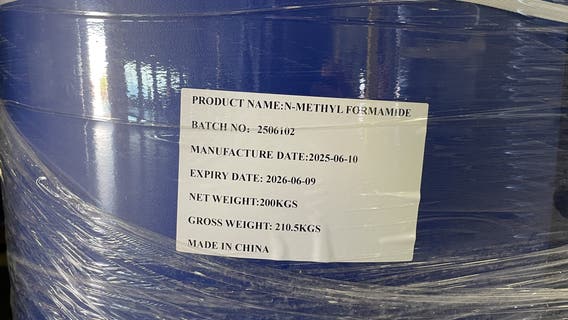 PRODUCT NAME:N-METHYL FORMAMIDE
BATCH NO: 2506102
MANUFACTURE DATE:2025-06-10
EXPIRY DATE: 2026-06-09
NET WEIGHT:200KGS
GROSS WEIGHT: 210.5KGS
MADE IN CHINA